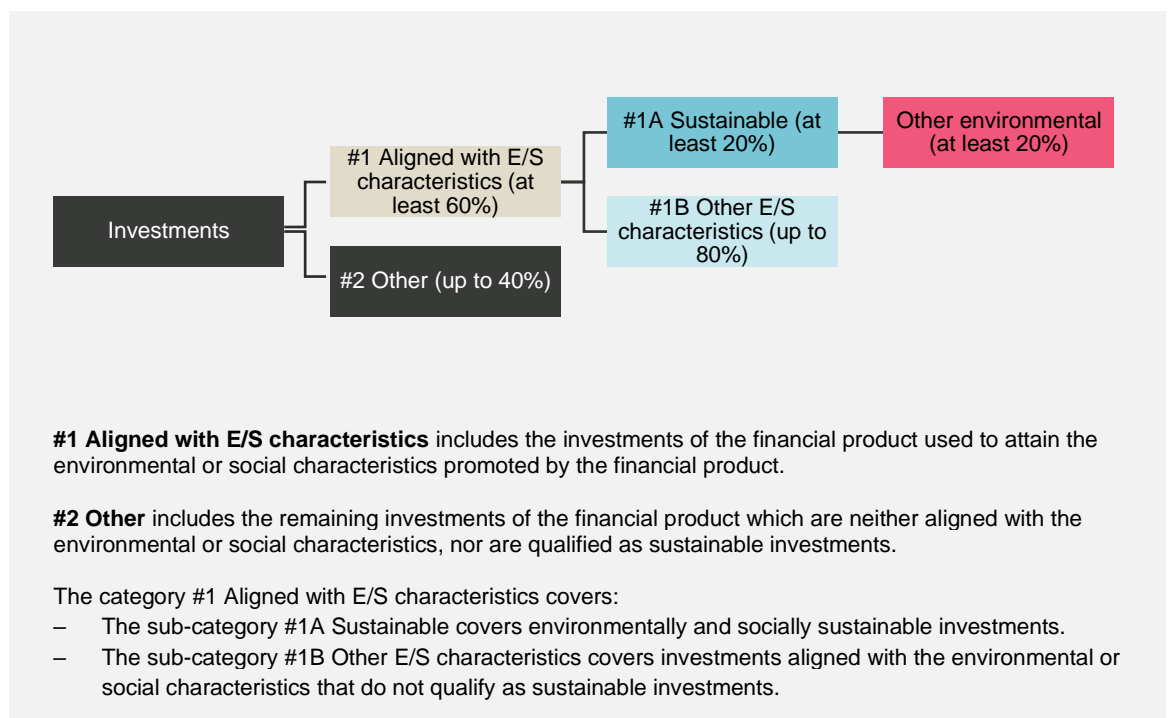 #1A Sustainable (at
least 20%)
Other environmental
(at least 20%)
#1 Aligned with E/S
characteristics (at
least 60%)
Investments
#1B Other E/S
characteristics (up to
80%)
#2 Other (up to 40%)
#1 Aligned with E/S characteristics includes the investments of the financial product used to attain the
environmental or social characteristics promoted by the financial product.
#2 Other includes the remaining investments of the financial product which are neither aligned with the
environmental or social characteristics, nor are qualified as sustainable investments.
The category #1 Aligned with E/S characteristics covers:
– The sub-category #1A Sustainable covers environmentally and socially sustainable investments.
– The sub-category #1B Other E/S characteristics covers investments aligned with the environmental or
social characteristics that do not qualify as sustainable investments.